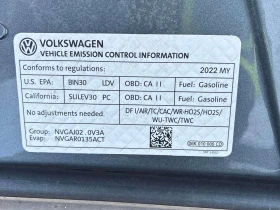 VOLKSWAGEN
VEHICLE EMISSION CONTROL INFORMATION
Conforms to regulations: 2022 MY
U.S. EPA: BIN30 LDV OBD: CA II Fuel: Gasoline
California: SULEV30 PC OBD: CA II Fuel: Gasoline
No adjustments needed. DFI/AIR/TC/CAC/WR-HO2S/HO2S/
WU-TWC/TWC
Group: NVGAJ02.0V3A
Evap: NVGAR0135ACT